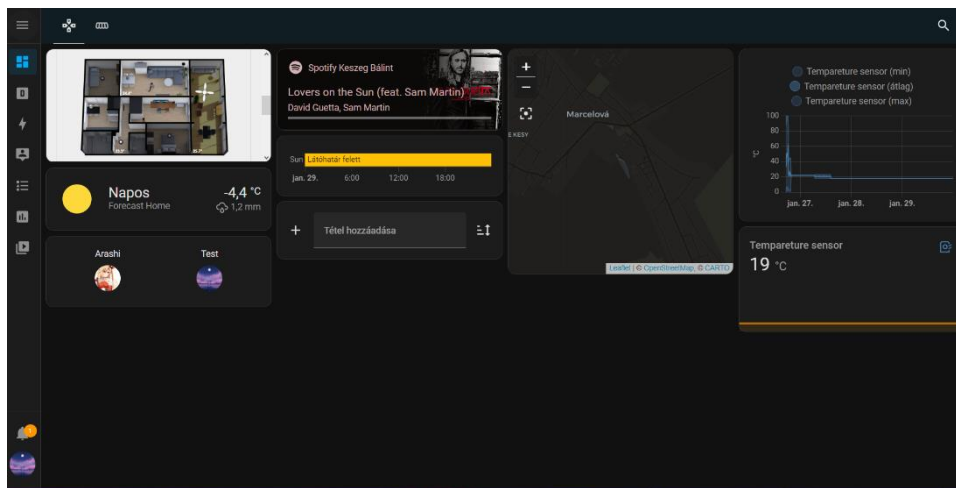 Spotify Keszeg Bálint
Lovers on the Sun (feat. Sam Martin)
David Guetta, Sam Martin
Sun Látóhatár felett
jan. 29. 6:00 12:00 18:00
Tétel hozzáadása
Napos -4,4 °C
Forecast Home 1,2 mm
Arashi Test
Marcelová
E KESY
Leaflet | © OpenStreetMap, © CARTO
Tempareture sensor (min)
Tempareture sensor (átlag)
Tempareture sensor (max)
100
80
60
40
20
0
°C
jan. 27. jan. 28. jan. 29.
Tempareture sensor
19 °C
1